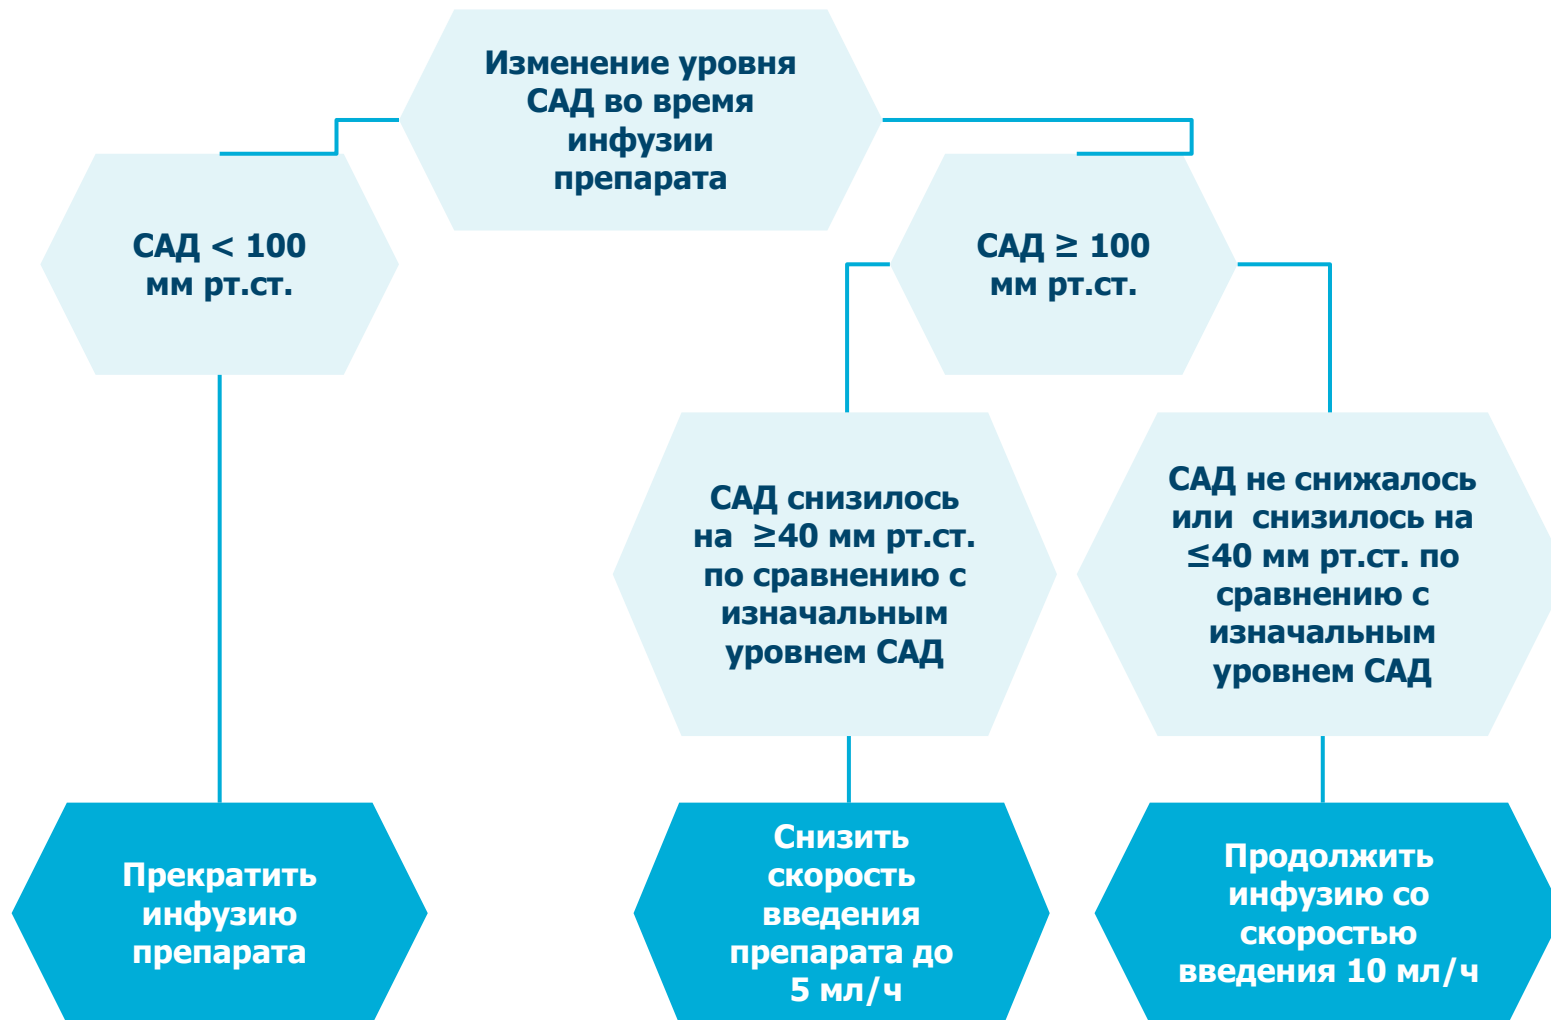 Изменение уровня
САД во время
инфузии
препарата
САД < 100
мм рт.ст.
САД ≥ 100
мм рт.ст.
САД снизилось
на ≥40 мм рт.ст.
по сравнению с
изначальным
уровнем САД
САД не снижалось
или снизилось на
≤40 мм рт.ст. по
сравнению с
изначальным
уровнем САД
Прекратить
инфузию
препарата
Снизить
скорость
введения
препарата до
5 мл/ч
Продолжить
инфузию со
скоростью
введения 10 мл/ч